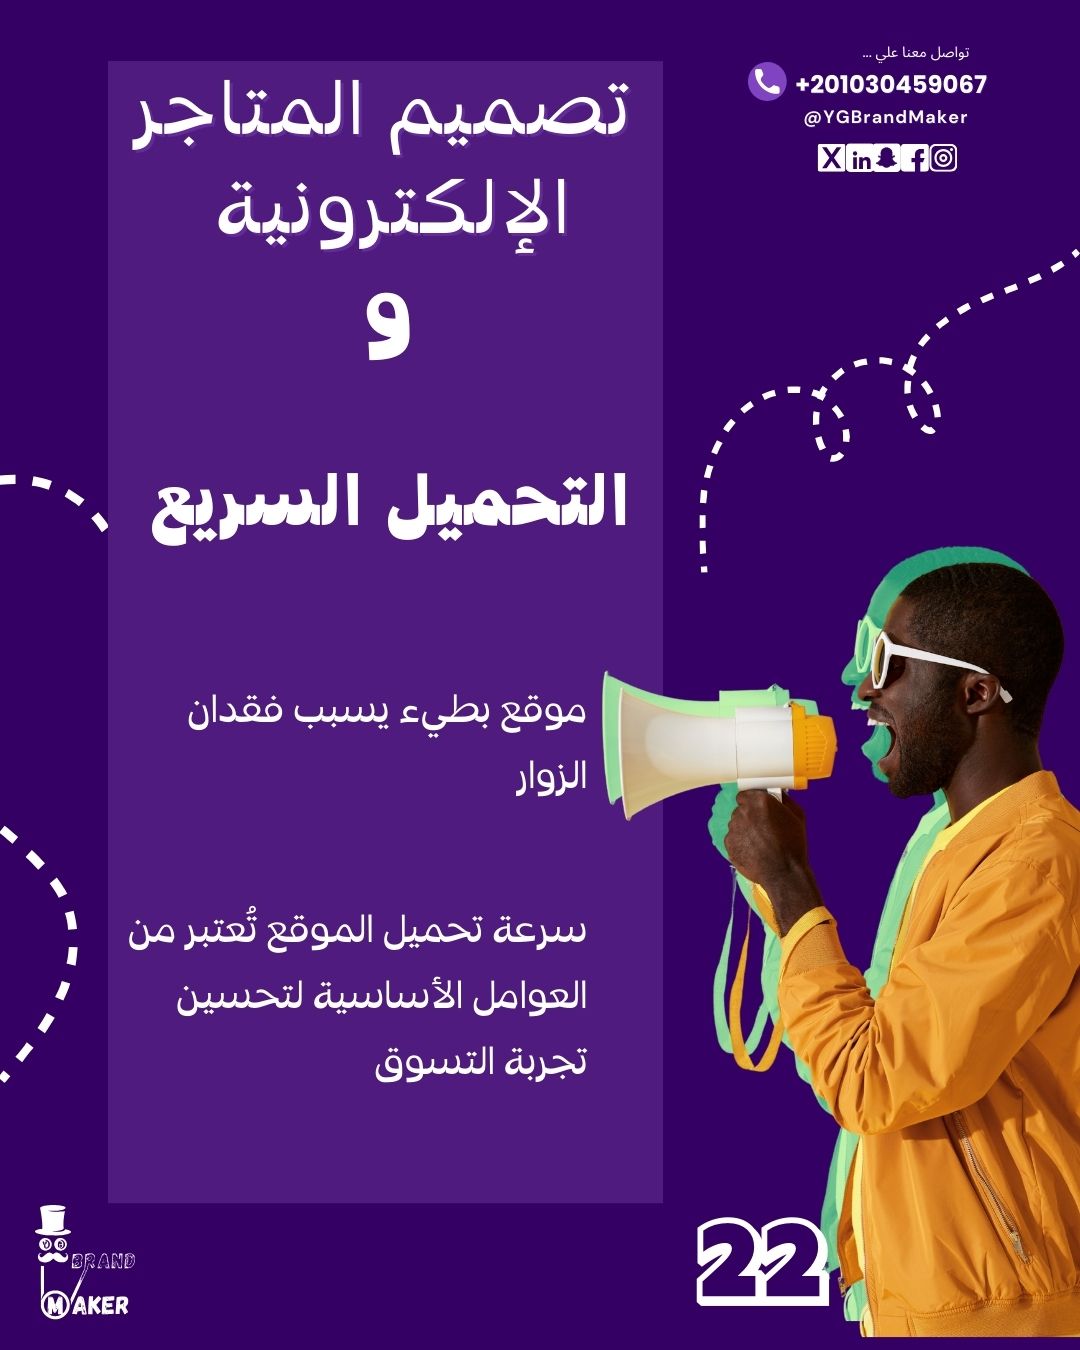 تواصل معنا علي ...
+201030459067
@YGBrandMaker
تصميم المتاجر
الإلكترونية
و
التحميل السريع
موقع بطيء يسبب فقدان
الزوار
سرعة تحميل الموقع تُعتبر من
العوامل الأساسية لتحسين
تجربة التسوق
22
YG
BRAND
MAKER